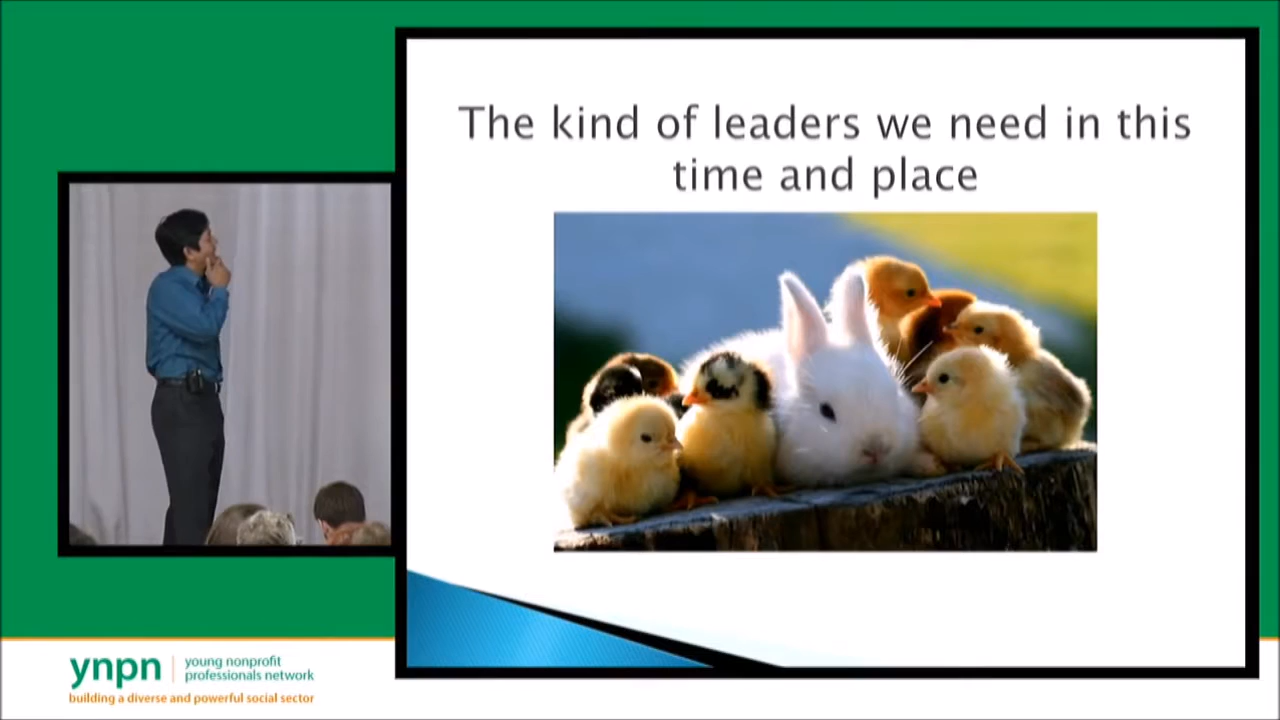 The kind of leaders we need in this
time and place
ynpn
young nonprofit
professionals network
building a diverse and powerful social sector